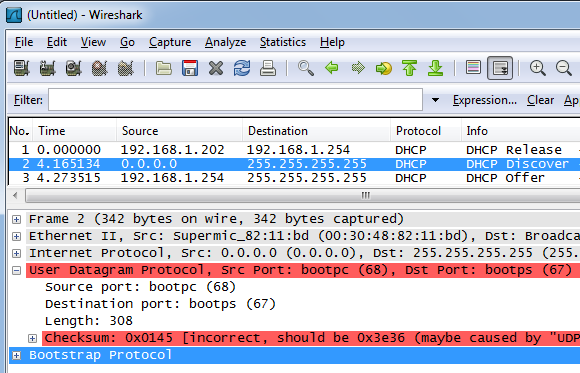 (Untitled) - Wireshark
File Edit View Go Capture Analyze Statistics Help
Filter: Expression... Clear Ap
No. Time Source Destination Protocol Info
1 0.000000 192.168.1.202 192.168.1.254 DHCP DHCP Release -
2 4.165134 0.0.0.0 255.255.255.255 DHCP DHCP Discover -
3 4.273515 192.168.1.254 255.255.255.255 DHCP DHCP Offer -
Frame 2 (342 bytes on wire, 342 bytes captured)
Ethernet II, Src: Supermic_82:11:bd (00:30:48:82:11:bd), Dst: Broadca
Internet Protocol, Src: 0.0.0.0 (0.0.0.0), Dst: 255.255.255.255 (255.
User Datagram Protocol, Src Port: bootpc (68), Dst Port: bootps (67)
Source port: bootpc (68)
Destination port: bootps (67)
Length: 308
Checksum: 0x0145 [incorrect, should be 0x3e36 (maybe caused by "UDP
Bootstrap Protocol